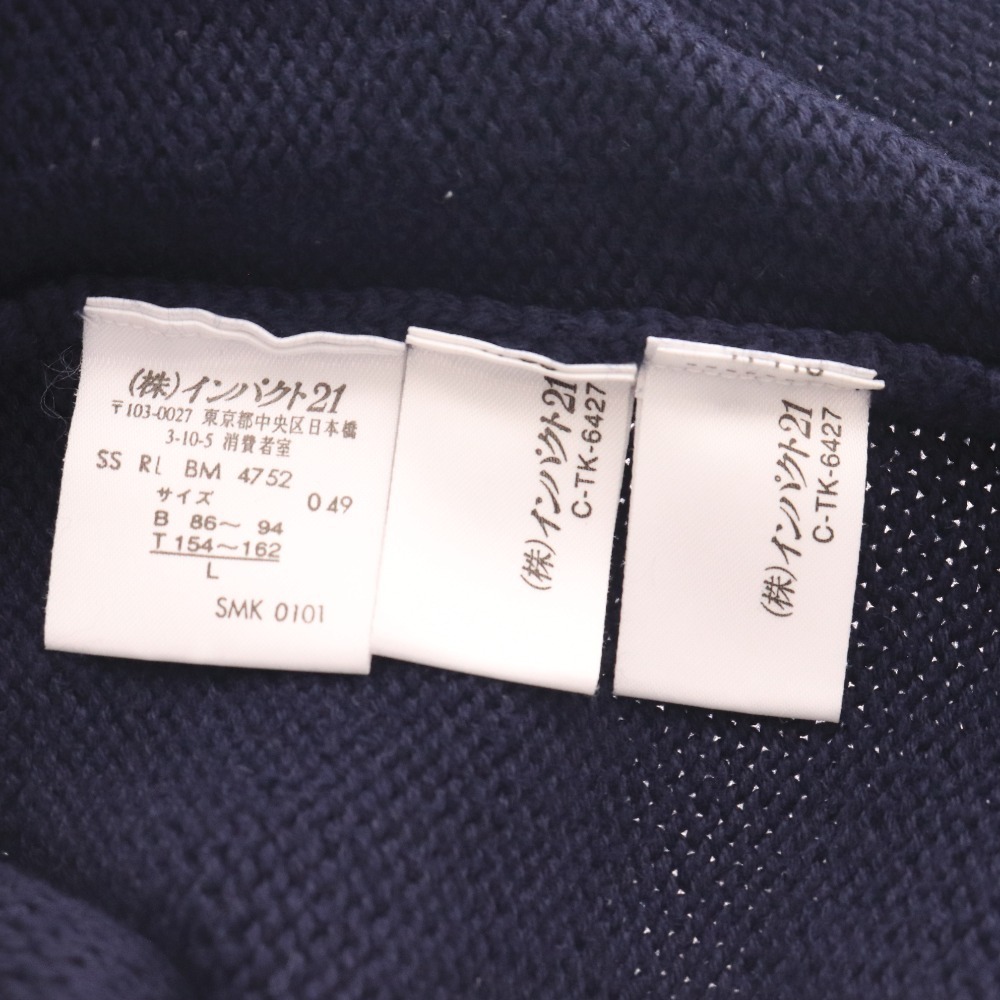 (株)インパクト21
〒103-0027 東京都中央区日本橋
3-10-5 消費者室
SS RL BM 4752
サイズ 049
B 86〜 94
T 154〜162
L
SMK 0101
(株)インパクト21
C-TK-6427
(株)インパクト21
C-TK-6427